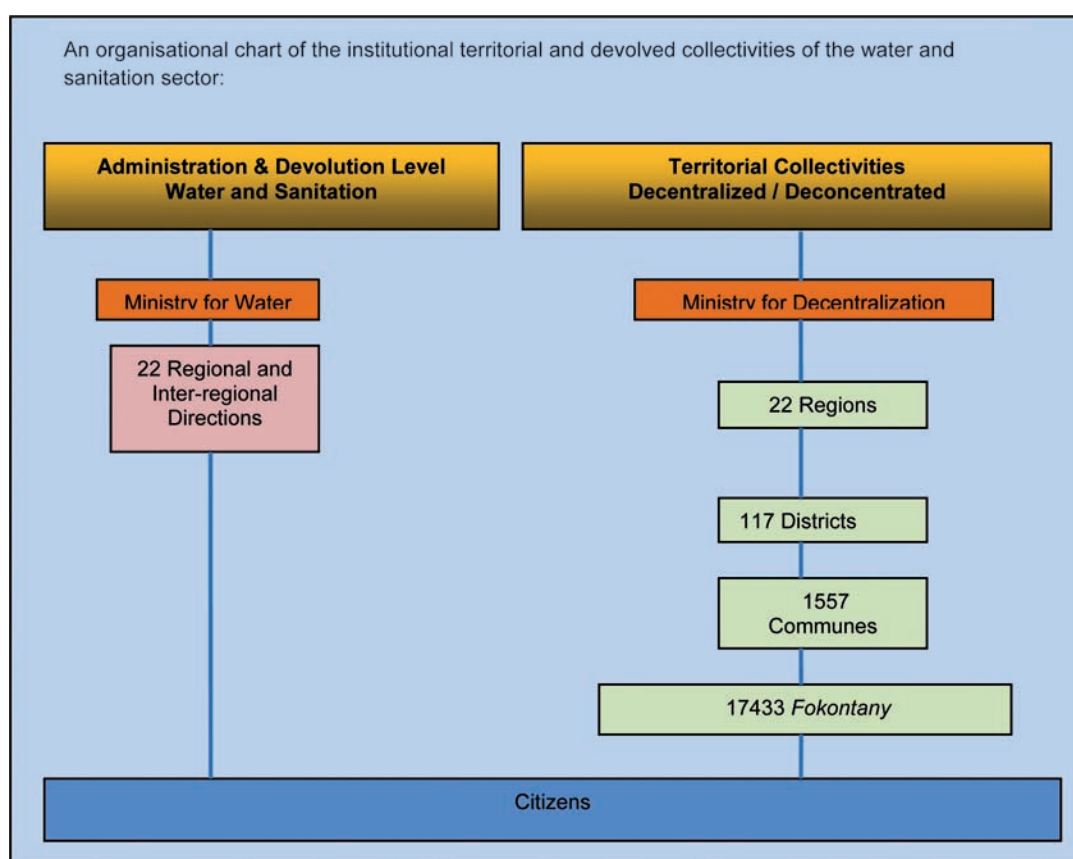 An organisational chart of the institutional territorial and devolved collectivities of the water and
sanitation sector:
Administration & Devolution Level
Water and Sanitation
Territorial Collectivities
Decentralized / Deconcentrated
Ministry for Water
Ministry for Decentralization
22 Regional and
Inter-regional
Directions
22 Regions
117 Districts
1557
Communes
17433 Fokontany
Citizens